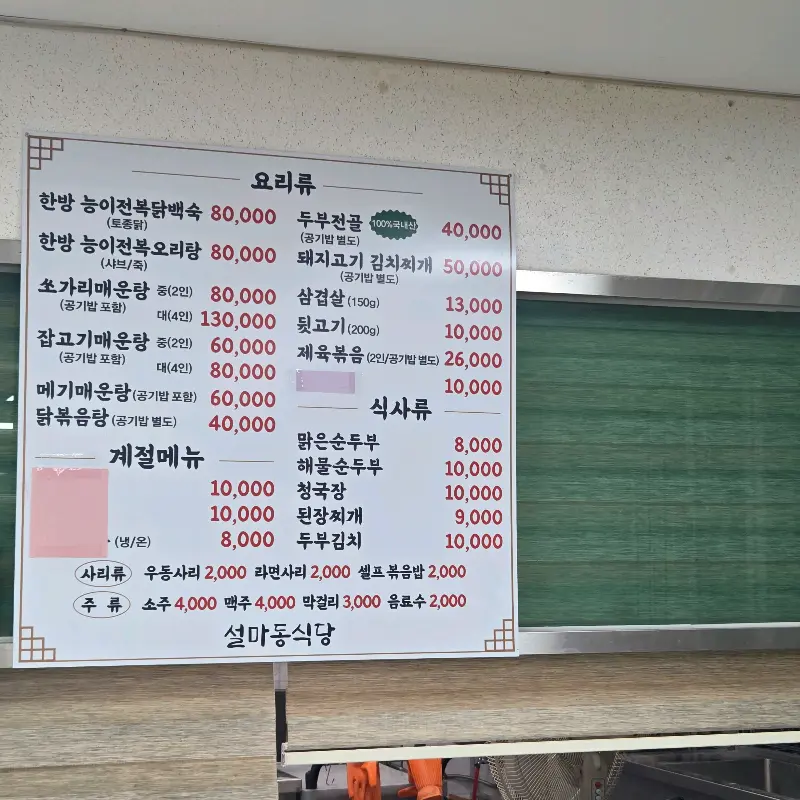 요리류
한방 능이전복닭백숙 80,000
(토종닭)
한방 능이전복오리탕 80,000
(샤브/죽)
쏘가리매운탕 중(2인) 80,000
(공기밥 포함) 대(4인) 130,000
잡고기매운탕 중(2인) 60,000
(공기밥 포함) 대(4인) 80,000
메기매운탕 (공기밥 포함) 60,000
닭볶음탕 (공기밥 별도) 40,000
두부전골 100%국내산 40,000
(공기밥 별도)
돼지고기 김치찌개 50,000
(공기밥 별도)
삼겹살 (150g) 13,000
뒷고기 (200g) 10,000
제육볶음 (2인/공기밥 별도) 26,000
10,000
계절메뉴
10,000
10,000
(냉/온) 8,000
식사류
맑은순두부 8,000
해물순두부 10,000
청국장 10,000
된장찌개 9,000
두부김치 10,000
사리류 우동사리 2,000 라면사리 2,000 셀프 볶음밥 2,000
주 류 소주 4,000 맥주 4,000 막걸리 3,000 음료수 2,000
설마동식당